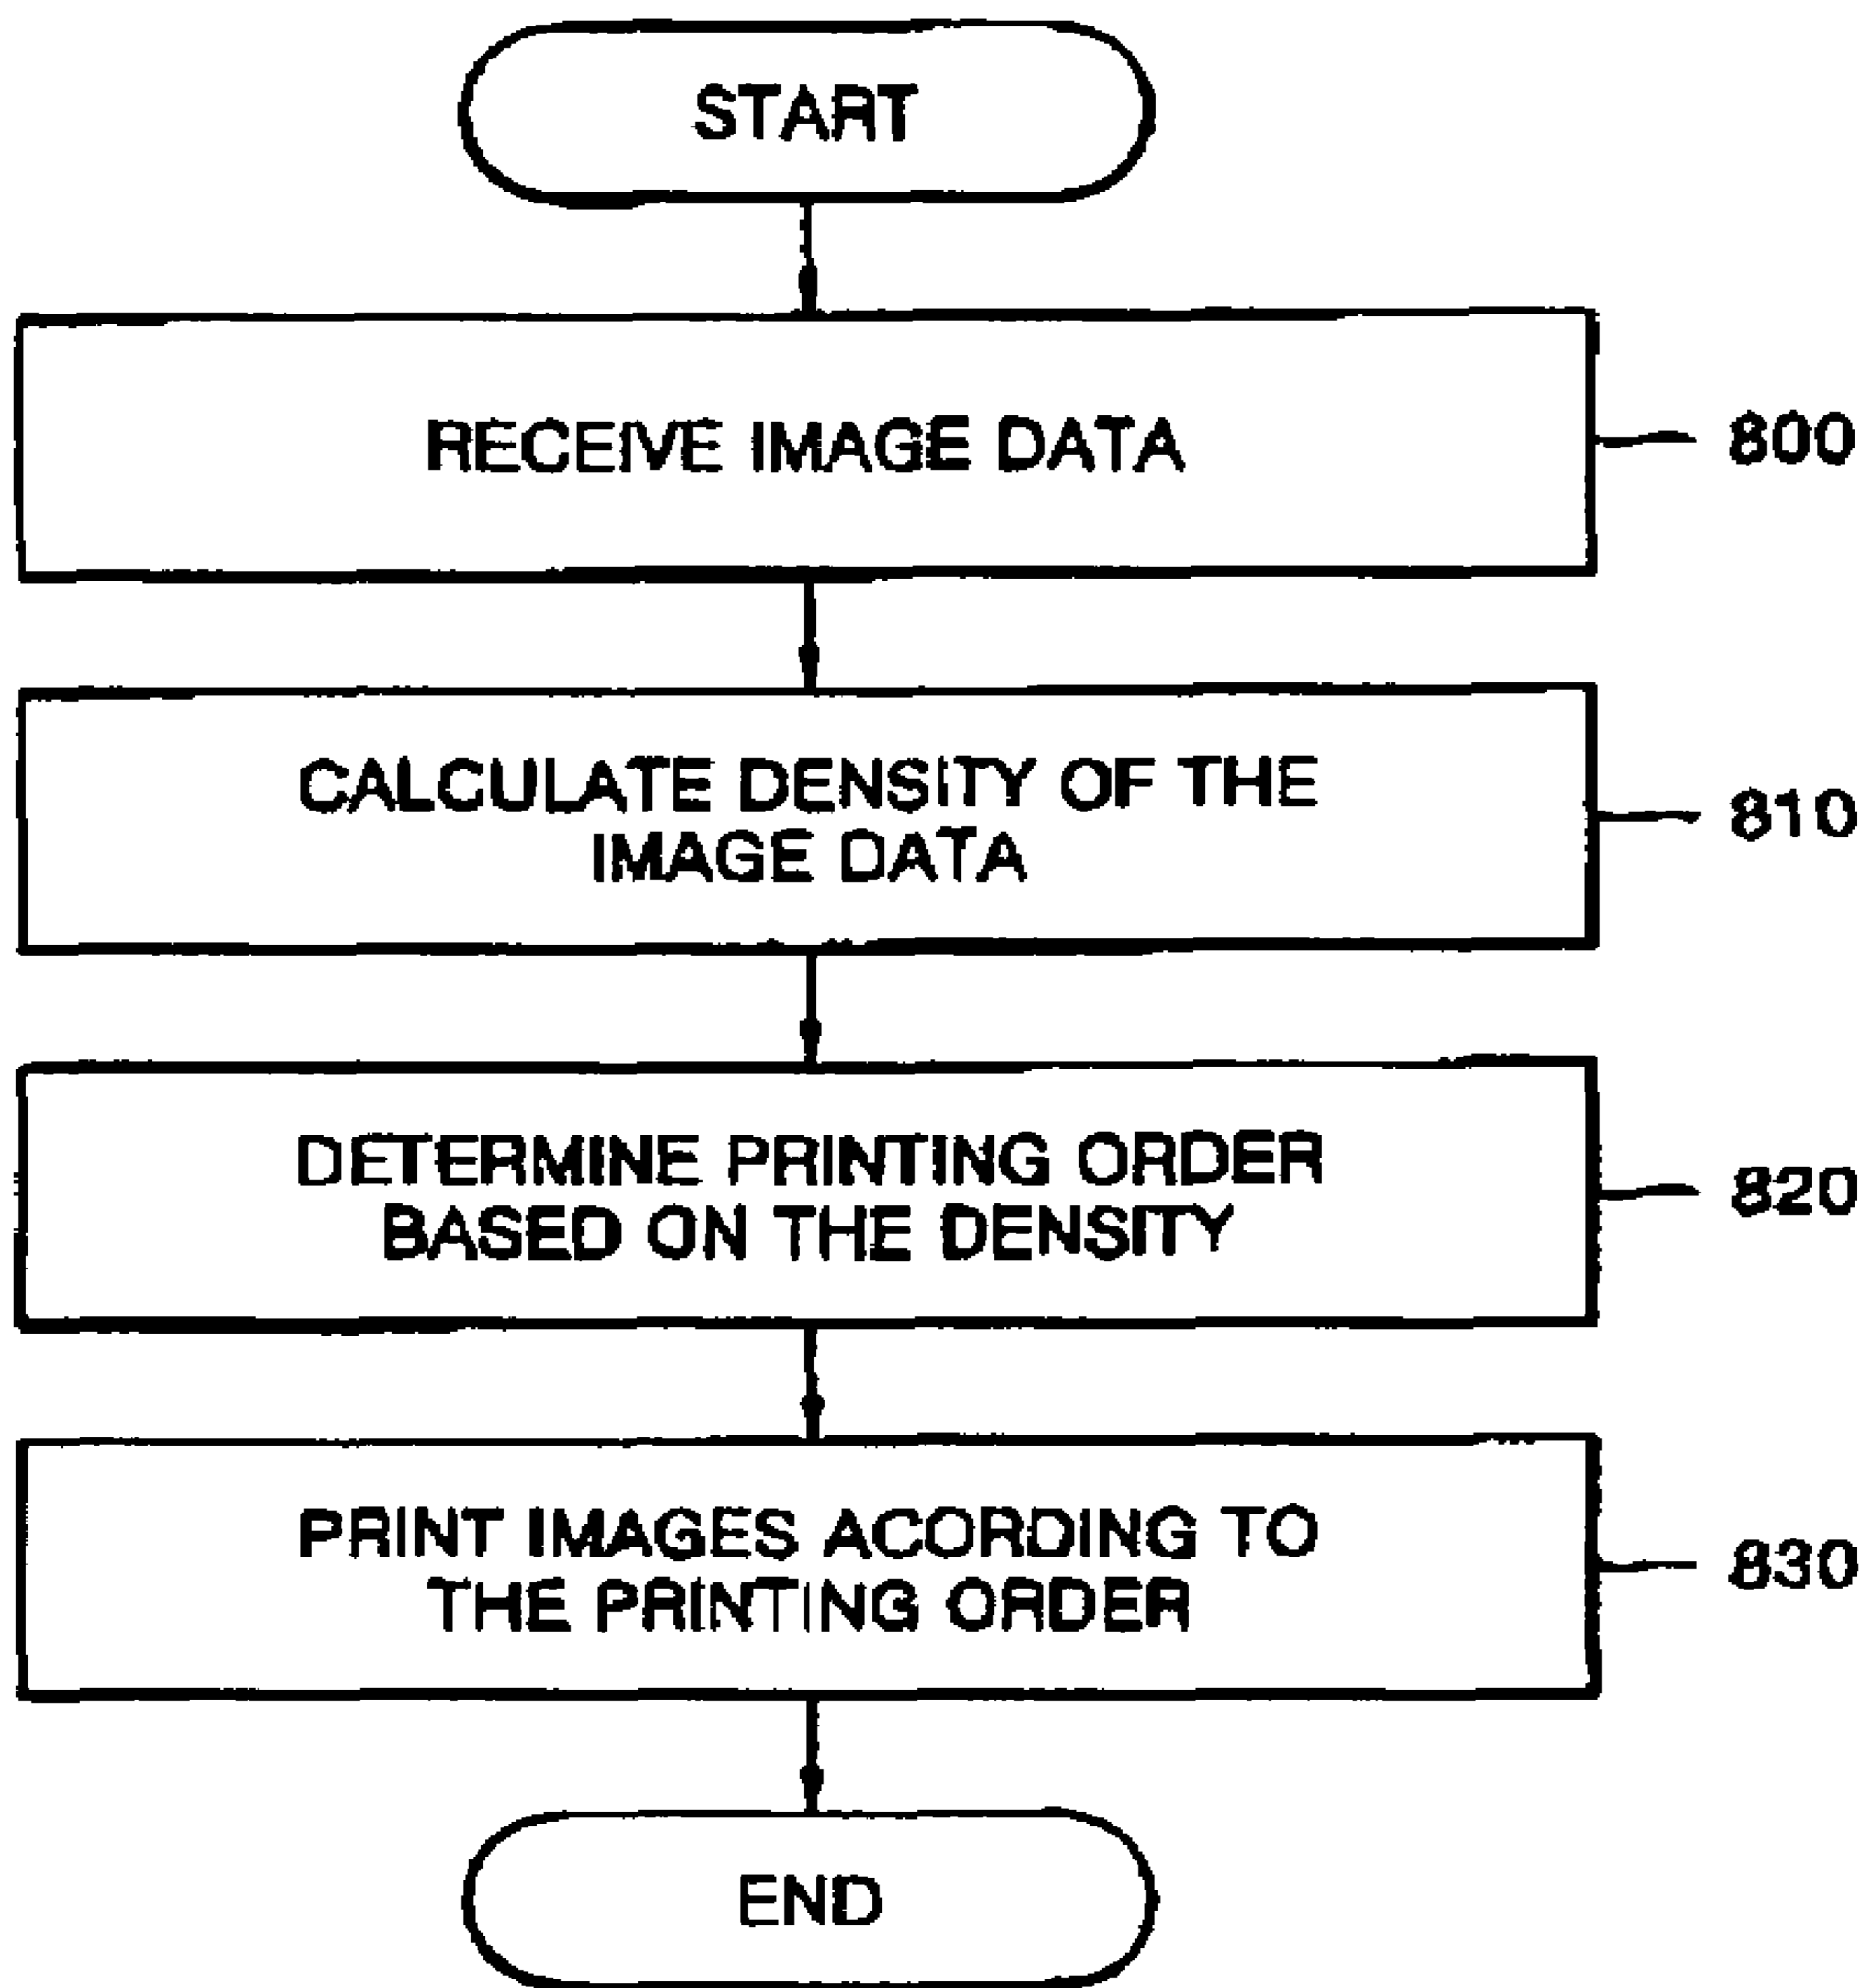 START
RECEIVE IMAGE DATA
800
CALCULATE DENSITY OF THE
IMAGE DATA
810
DETERMINE PRINTING ORDER
BASED ON THE DENSITY
820
PRINT IMAGES ACORDING TO
THE PRINTING ORDER
830
END